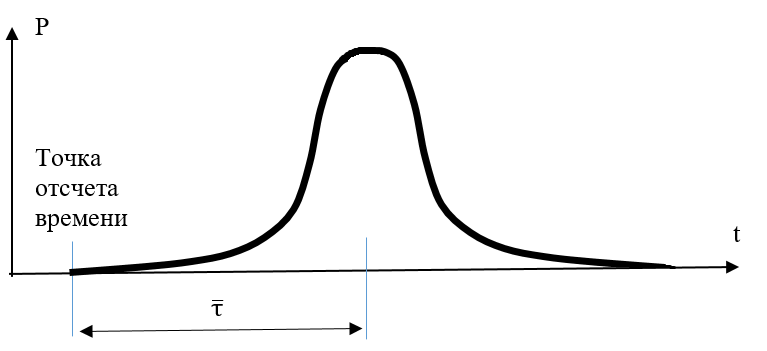 P
Точка
отсчета
времени
t
τ̅